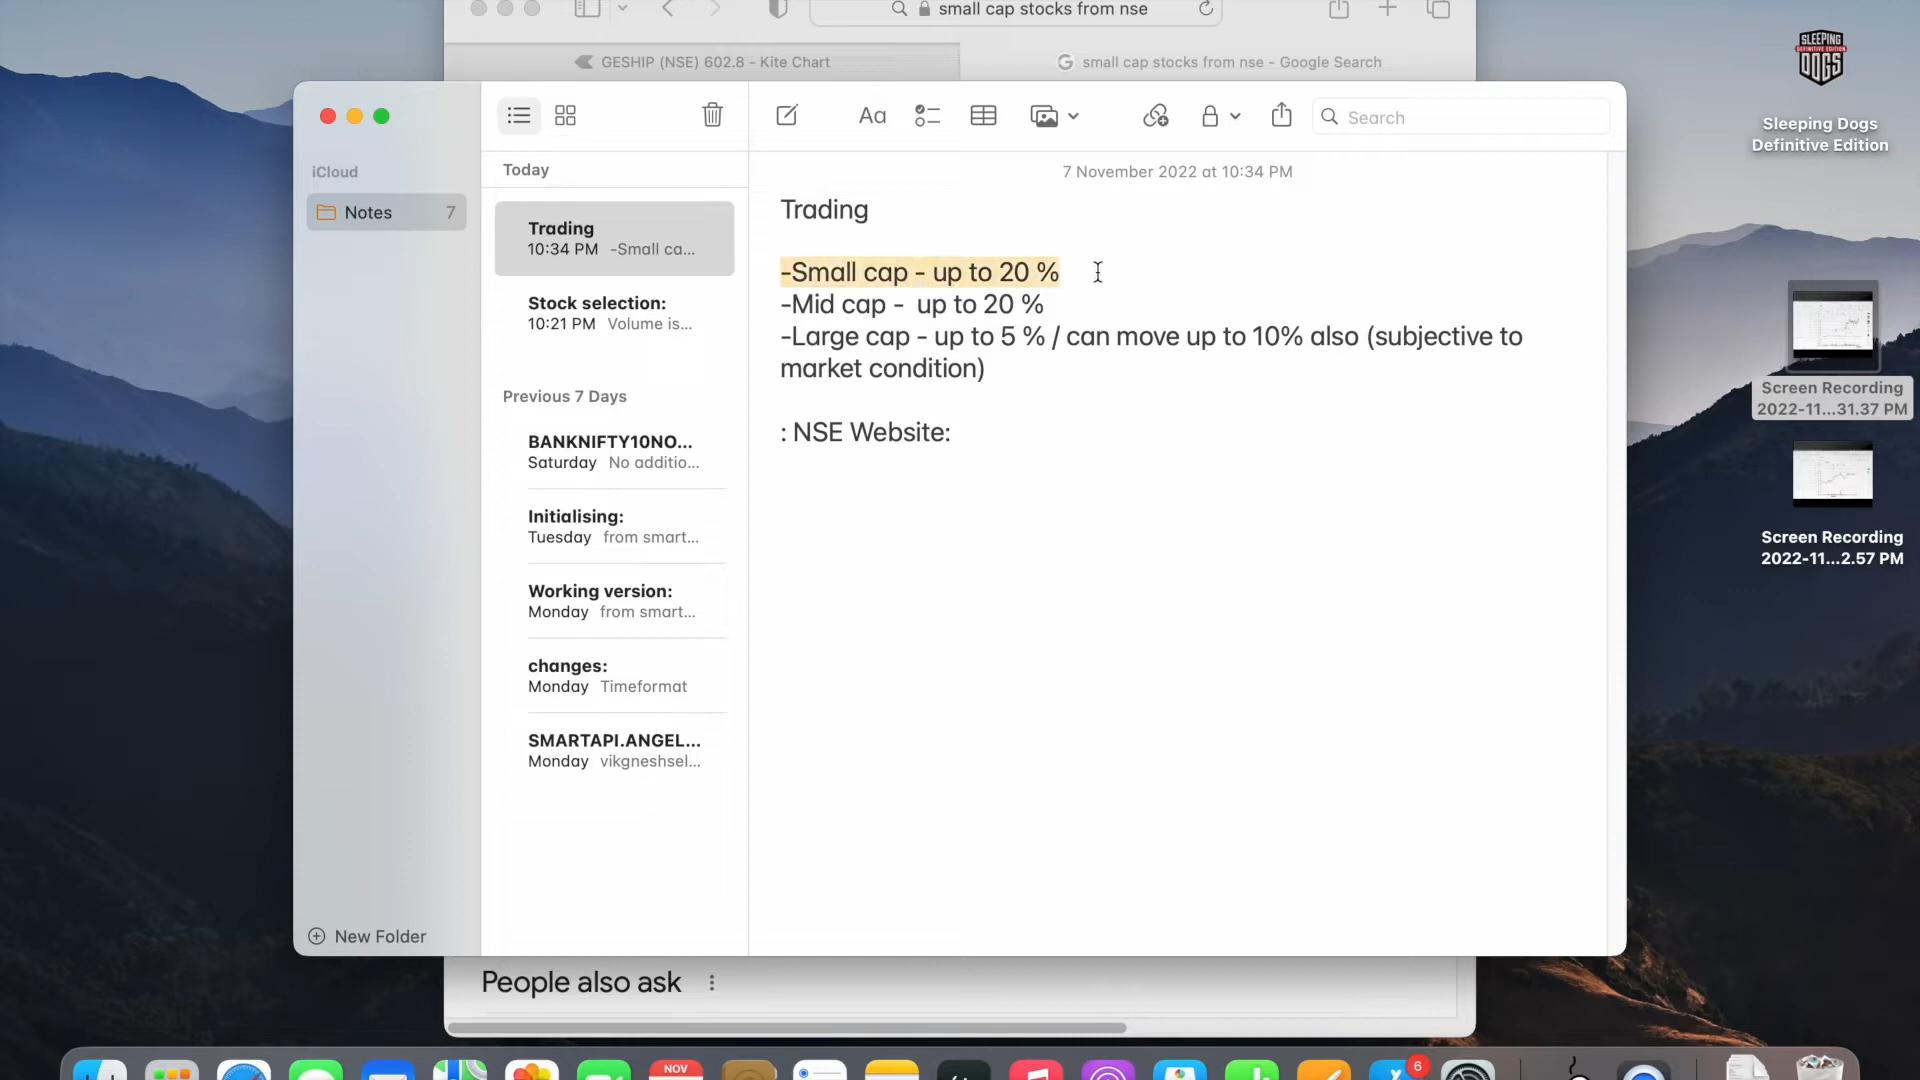 small cap stocks from nse
GESHIP (NSE) 602.8 - Kite Chart
small cap stocks from nse - Google Search
SLEEPING
DEFINITIVE EDITION
DOGS
Sleeping Dogs
Definitive Edition
Search
iCloud
Notes 7
Today
Trading
10:34 PM -Small ca...
Stock selection:
10:21 PM Volume is...
Previous 7 Days
BANKNIFTY10NO...
Saturday No additio...
Initialising:
Tuesday from smart...
Working version:
Monday from smart...
changes:
Monday Timeformat
SMARTAPI.ANGEL...
Monday vikgneshsel...
New Folder
7 November 2022 at 10:34 PM
Trading
-Small cap - up to 20 %
-Mid cap -  up to 20 %
-Large cap - up to 5 % / can move up to 10% also (subjective to
market condition)
: NSE Website:
Screen Recording
2022-11...31.37 PM
Screen Recording
2022-11...2.57 PM
People also ask
NOV
6